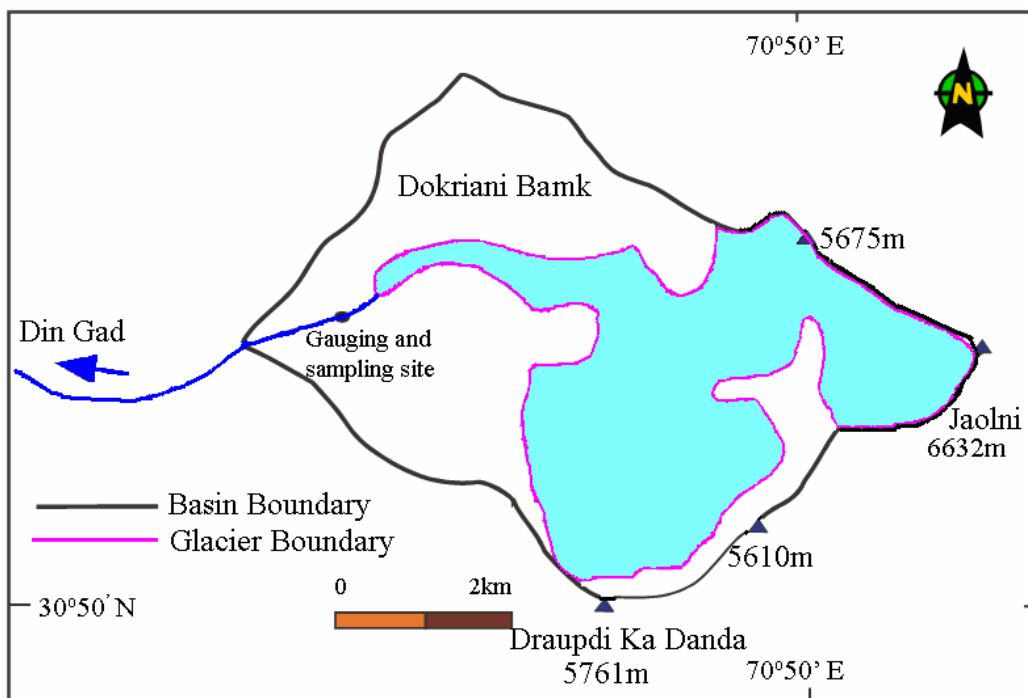 70°50' E
N
Dokriani Bamk
5675m
Din Gad
Gauging and
sampling site
Jaolni
6632m
Basin Boundary
Glacier Boundary
5610m
0 2km
30°50' N
Draupdi Ka Danda
5761m
70°50' E